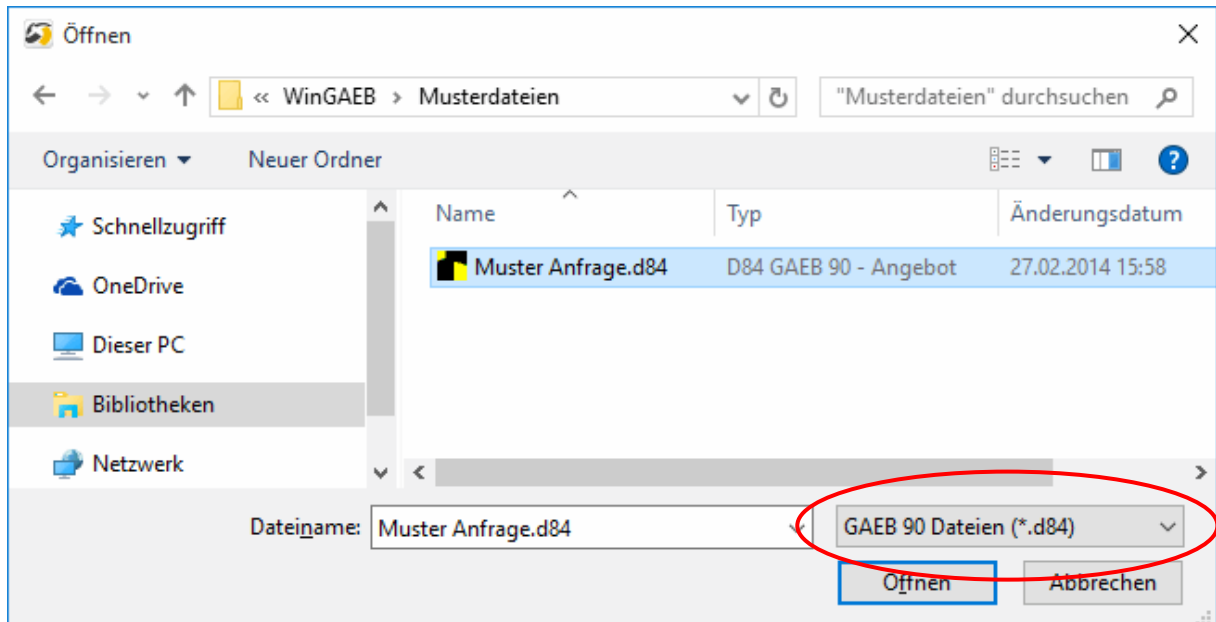 Öffnen
« WinGAEB > Musterdateien
"Musterdateien" durchsuchen
Organisieren Neuer Ordner
Name Typ Änderungsdatum
Schnellzugriff
Muster Anfrage.d84 D84 GAEB 90 - Angebot 27.02.2014 15:58
OneDrive
Dieser PC
Bibliotheken
Netzwerk
Dateiname: Muster Anfrage.d84 GAEB 90 Dateien (*.d84)
Öffnen Abbrechen